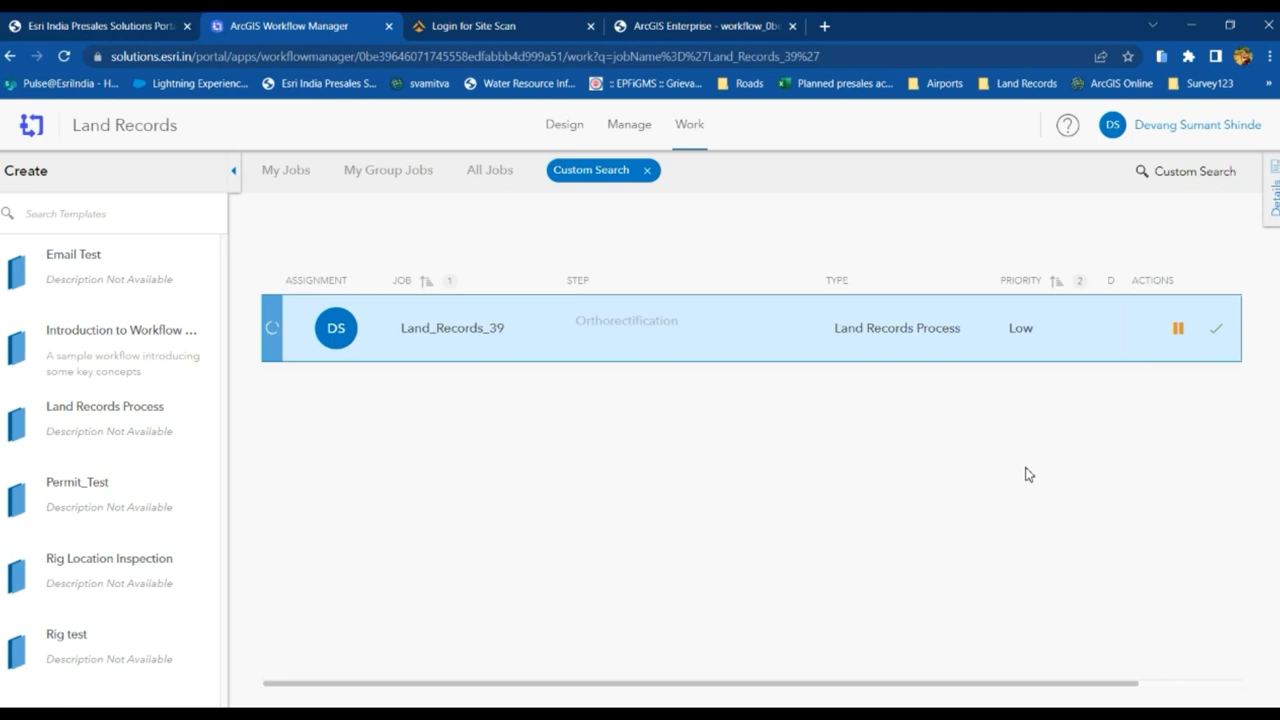 Esri India Presales Solutions Porta
ArcGIS Workflow Manager
Login for Site Scan
ArcGIS Enterprise - workflow_0be
solutions.esri.in/portal/apps/workflowmanager/0be39646071745558edfabbb4d999a51/work?q=jobName%3D%27Land_Records_39%27
Pulse@EsriIndia - H...
Lightning Experienc...
Esri India Presales S...
svamitva
Water Resource Inf...
:: EPFiGMS :: Grieva...
Roads
Planned presales ac...
Airports
Land Records
ArcGIS Online
Survey123
»
Land Records
Design
Manage
Work
DS
Devang Sumant Shinde
Create
My Jobs
My Group Jobs
All Jobs
Custom Search
Custom Search
Details
Search Templates
Email Test
Description Not Available
Introduction to Workflow ...
A sample workflow introducing
some key concepts
Land Records Process
Description Not Available
Permit_Test
Description Not Available
Rig Location Inspection
Description Not Available
Rig test
Description Not Available
ASSIGNMENT
JOB
1
STEP
TYPE
PRIORITY
2
D
ACTIONS
DS
Land_Records_39
Orthorectification
Land Records Process
Low